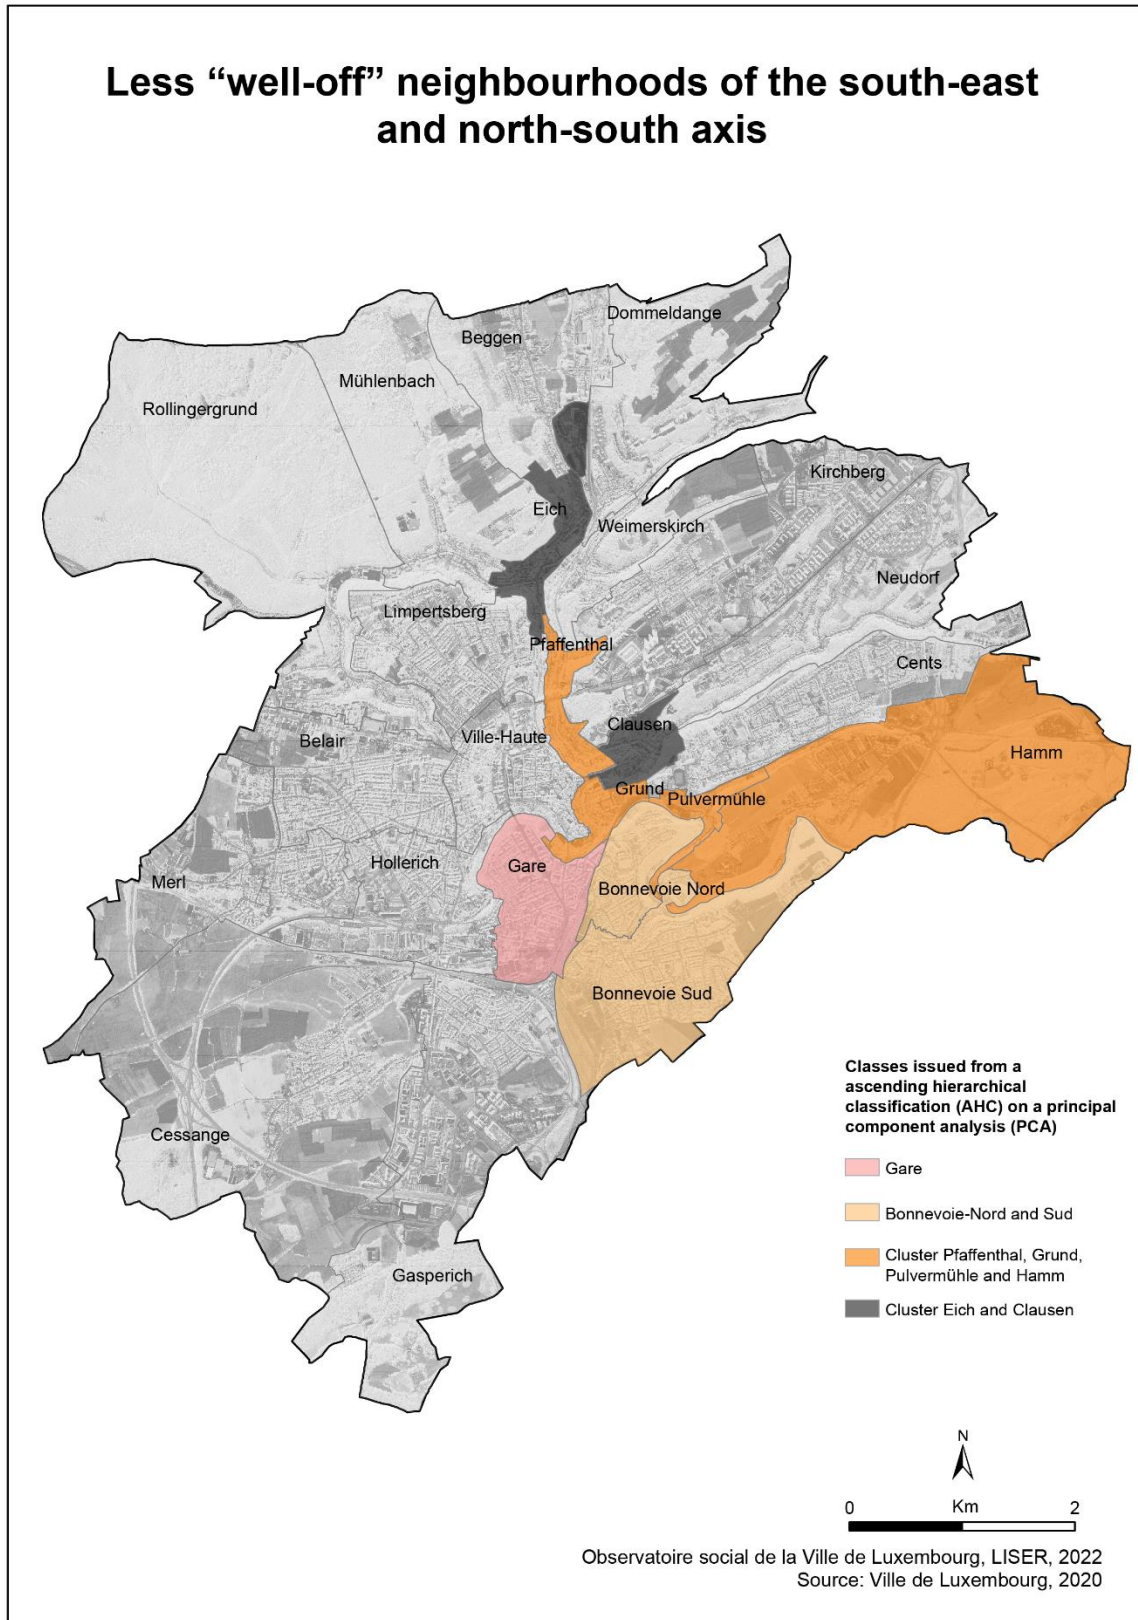 Less “well-off” neighbourhoods of the south-east
and north-south axis
Dommeldange
Beggen
Mühlenbach
Rollingergrund
Kirchberg
Eich
Weimerskirch
Neudorf
Limpertsberg
Pfaffenthal
Cents
Clausen
Ville-Haute
Belair
Hamm
Grund
Pulvermühle
Hollerich
Gare
Merl
Bonnevoie Nord
Bonnevoie Sud
Cessange
Gasperich
Classes issued from a
ascending hierarchical
classification (AHC) on a principal
component analysis (PCA)
Gare
Bonnevoie-Nord and Sud
Cluster Pfaffenthal, Grund,
Pulvermühle and Hamm
Cluster Eich and Clausen
N
0 Km 2
Observatoire social de la Ville de Luxembourg, LISER, 2022
Source: Ville de Luxembourg, 2020